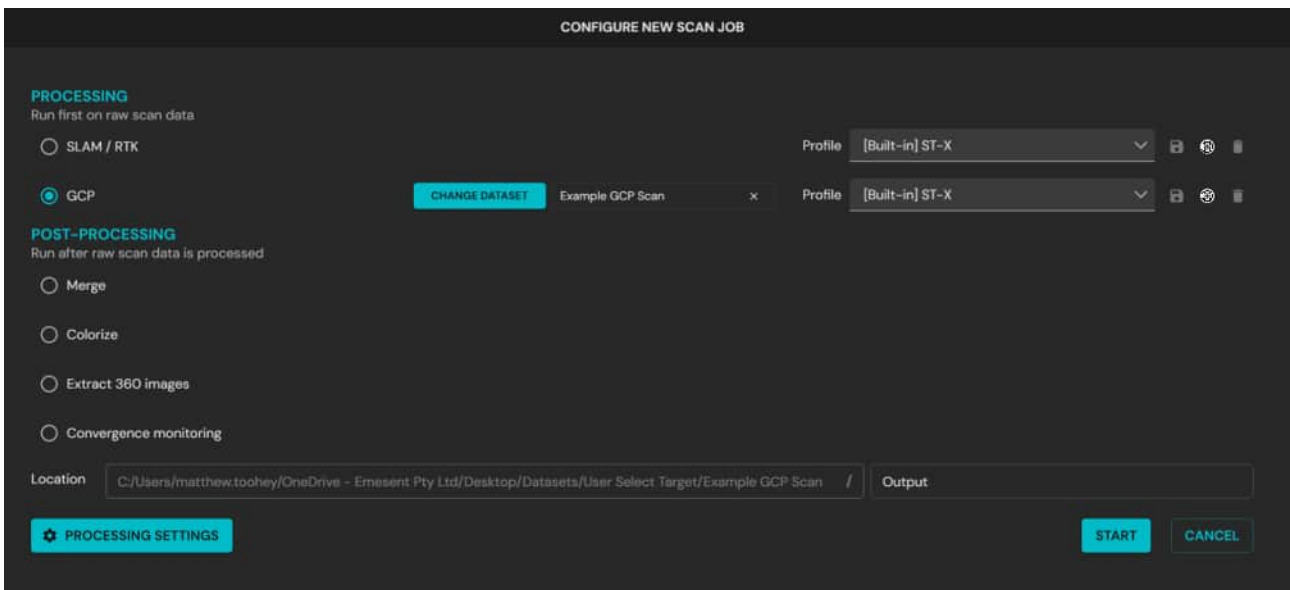 CONFIGURE NEW SCAN JOB
PROCESSING
Run first on raw scan data
SLAM / RTK Profile [Built-in] ST-X
GCP CHANGE DATASET Example GCP Scan × Profile [Built-in] ST-X
POST-PROCESSING
Run after raw scan data is processed
Merge
Colorize
Extract 360 images
Convergence monitoring
Location C:/Users/matthew.toohey/OneDrive - Emesent Pty Ltd/Desktop/Datasets/User Select Target/Example GCP Scan / Output
PROCESSING SETTINGS START CANCEL